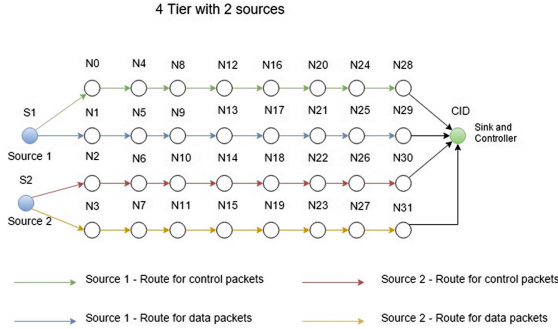 4 Tier with 2 sources
N0 N4 N8 N12 N16 N20 N24 N28
S1
N1 N5 N9 N13 N17 N21 N25 N29
CID
Sink and
Controller
Source 1
N2 N6 N10 N14 N18 N22 N26 N30
S2
N3 N7 N11 N15 N19 N23 N27 N31
Source 2
Source 1 - Route for control packets
Source 2 - Route for control packets
Source 1 - Route for data packets
Source 2 - Route for data packets